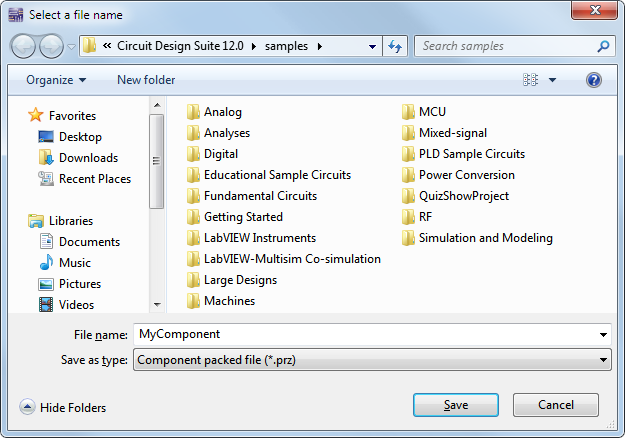 Select a file name
« Circuit Design Suite 12.0 samples
Search samples
Organize
New folder
Favorites
Desktop
Downloads
Recent Places
Libraries
Documents
Music
Pictures
Videos
Analog
Analyses
Digital
Educational Sample Circuits
Fundamental Circuits
Getting Started
LabVIEW Instruments
LabVIEW-Multisim Co-simulation
Large Designs
Machines
MCU
Mixed-signal
PLD Sample Circuits
Power Conversion
QuizShowProject
RF
Simulation and Modeling
File name: MyComponent
Save as type: Component packed file (*.prz)
Hide Folders
Save
Cancel